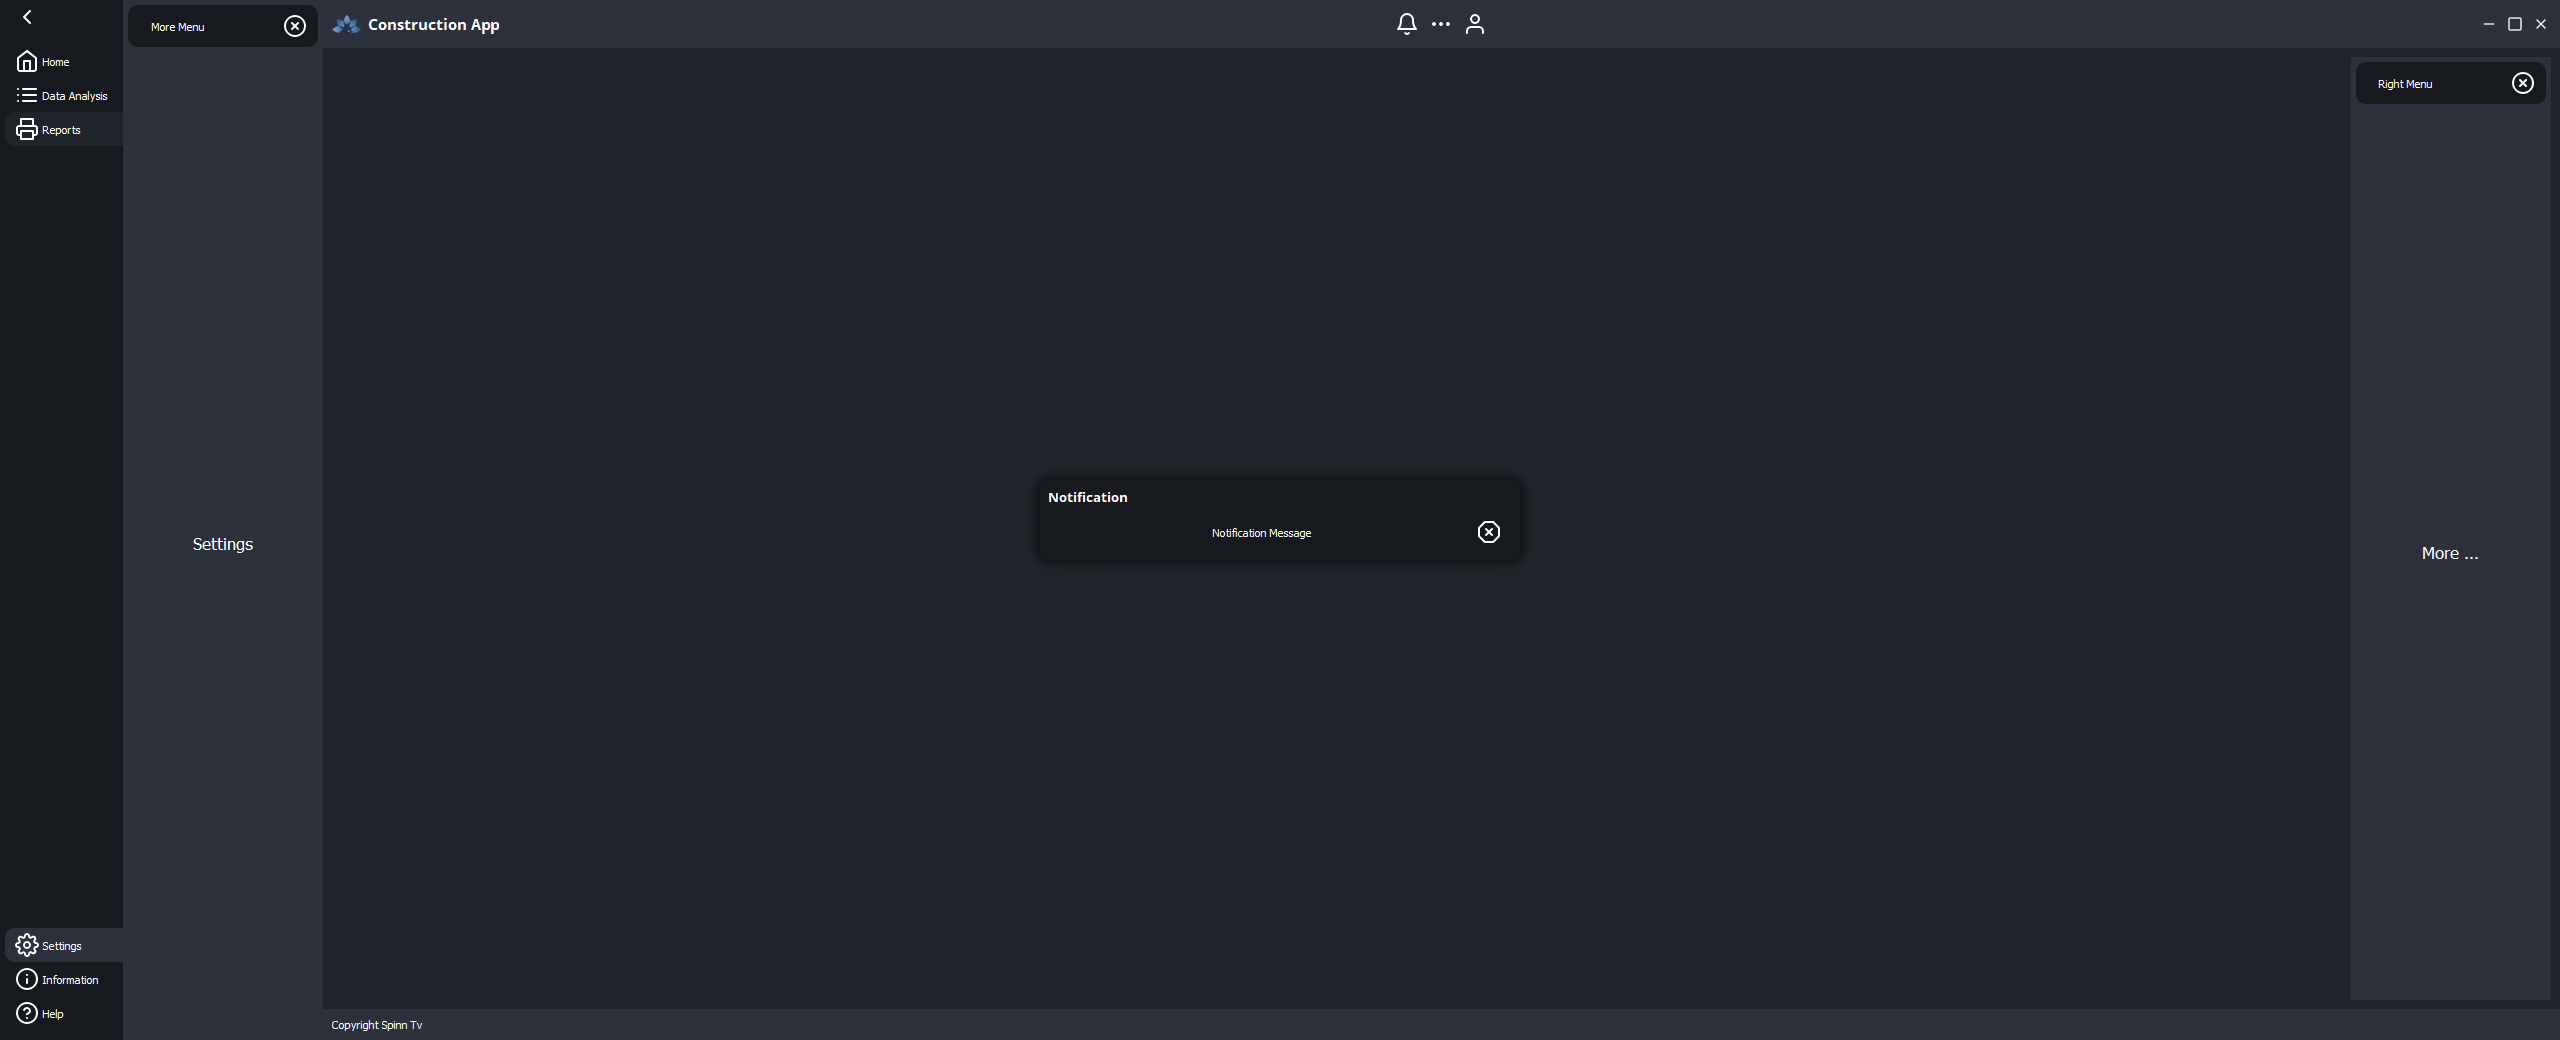 Home
Data Analysis
Reports
Settings
Information
Help
More Menu
Settings
Construction App
Notification
Notification Message
Right Menu
More ...
Copyright Spinn Tv